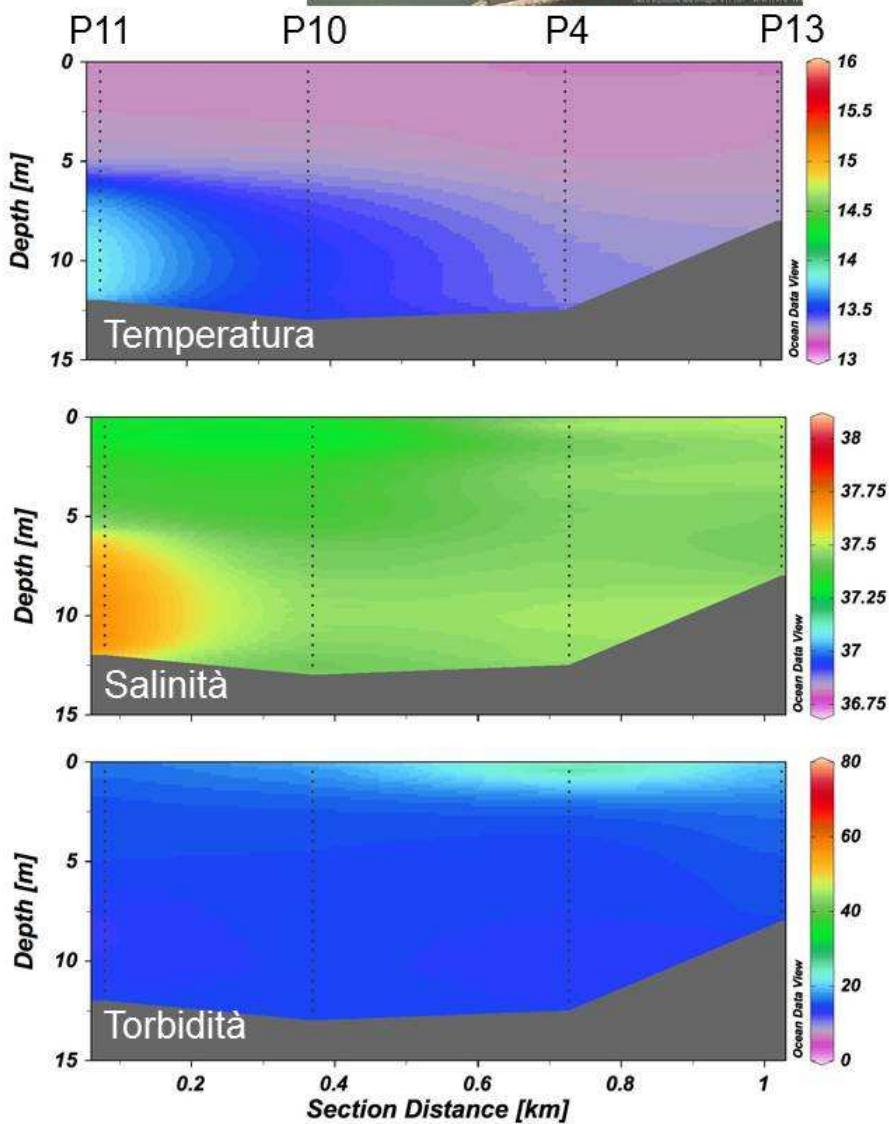 P11 P10 P4 P13
0
5
10
15
Depth [m]
Temperatura
Ocean Data View
16
15.5
15
14.5
14
13.5
13
0
5
10
15
Depth [m]
Salinità
Ocean Data View
38
37.75
37.5
37.25
37
36.75
0
5
10
15
Depth [m]
Torbidità
Ocean Data View
80
60
40
20
0
0.2 0.4 0.6 0.8 1
Section Distance [km]